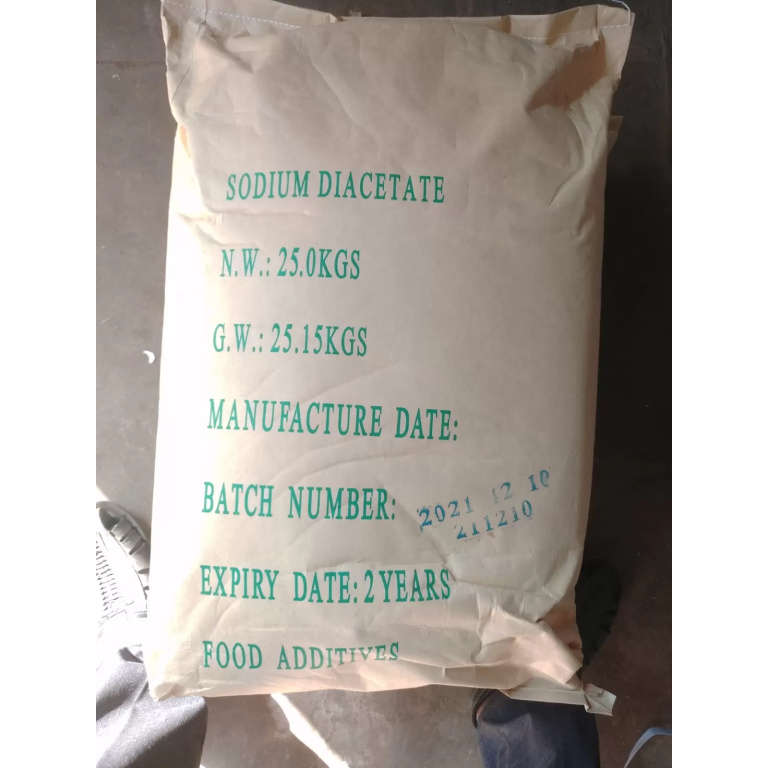 SODIUM DIACETATE
N.W.: 25.0KGS
G.W.: 25.15KGS
MANUFACTURE DATE:
BATCH NUMBER: 2021 12 10
211210
EXPIRY DATE: 2 YEARS
FOOD ADDITIVES